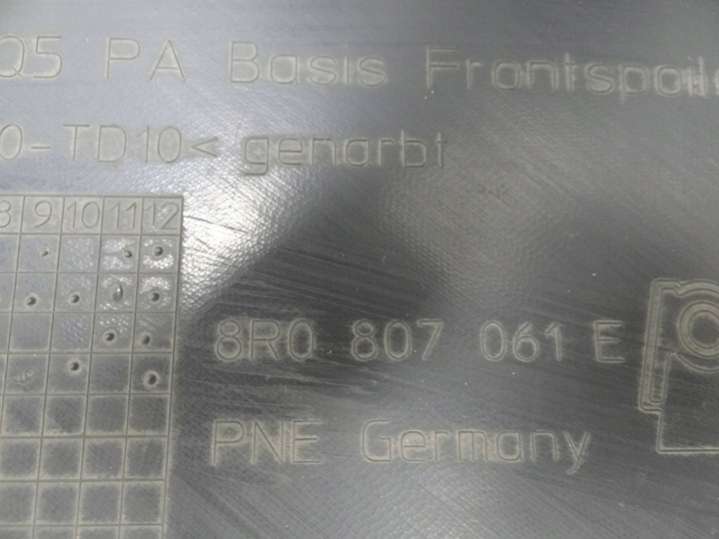 Q5 PA Basis Frontspoile
0-TD10< genarbt
8 9 10 11 12
8R0 807 061 E
PNE Germany